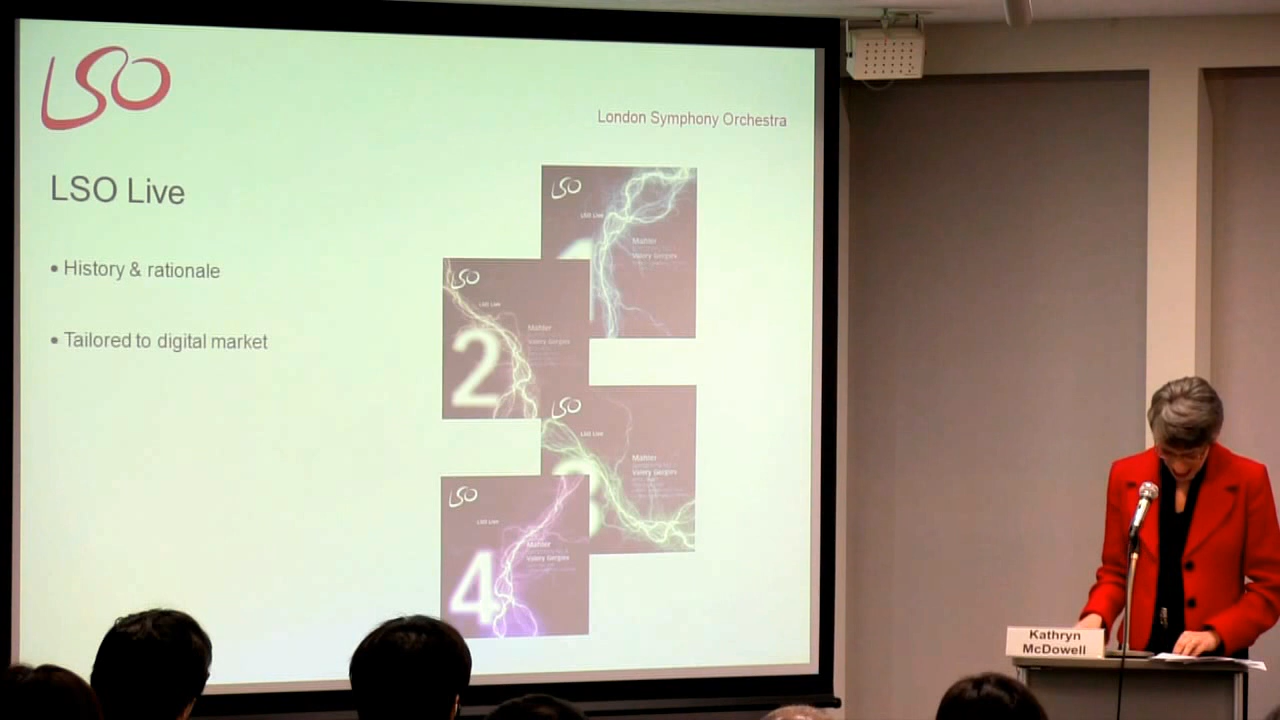 LSO
London Symphony Orchestra
LSO Live
• History & rationale
• Tailored to digital market
LSO
LSO Live
1
Mahler
Valery Gergiev
LSO
LSO Live
2
Mahler
Valery Gergiev
LSO
LSO Live
3
Mahler
Valery Gergiev
LSO
LSO Live
4
Mahler
Valery Gergiev
Kathryn
McDowell